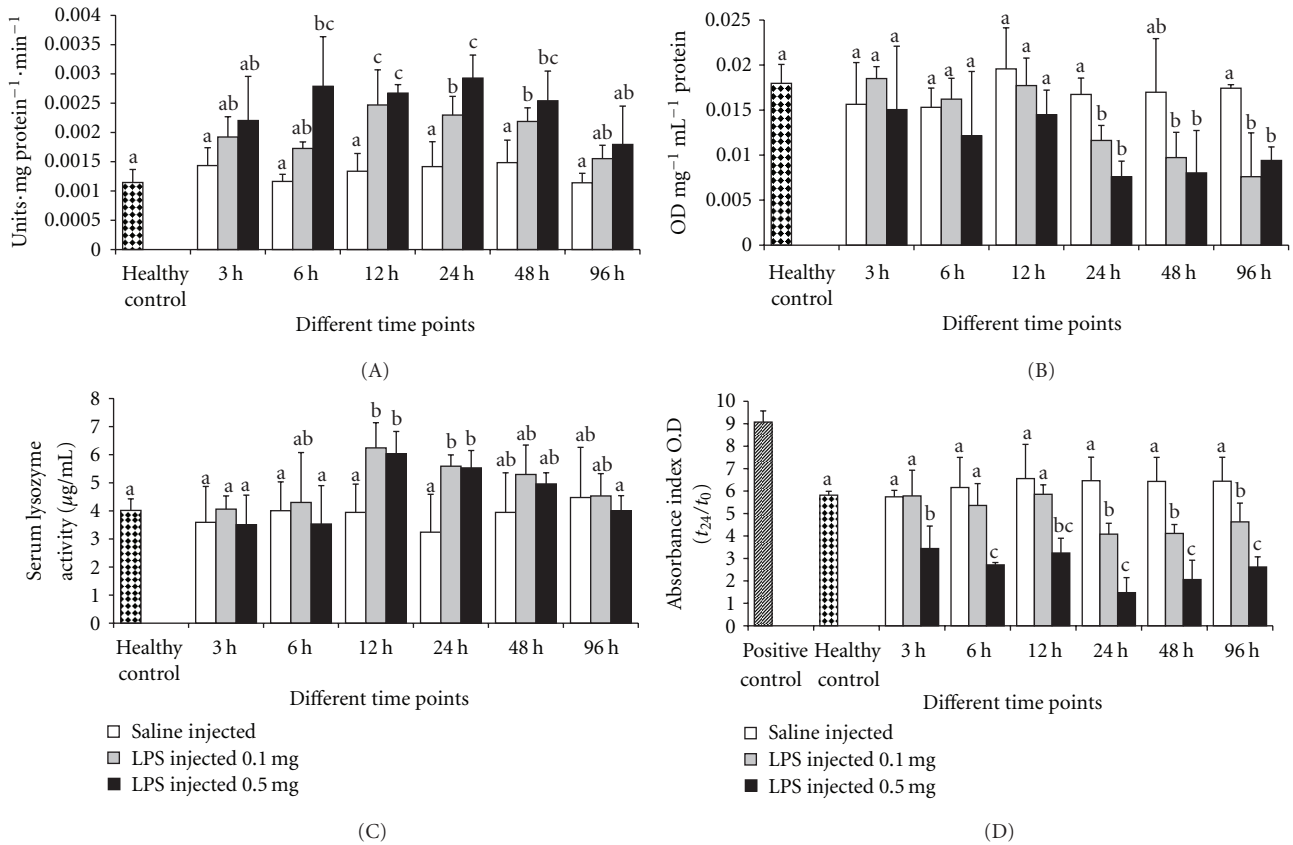 0.004
0.0035
0.003
0.0025
0.002
0.0015
0.001
0.0005
0
Units·mg protein⁻¹·min⁻¹
a
a ab ab
a ab bc
a c c
a b c
a b bc
a ab ab
Healthy control 3 h 6 h 12 h 24 h 48 h 96 h
Different time points
(A)
0.025
0.02
0.015
0.01
0.005
0
OD mg⁻¹ mL⁻¹ protein
a
a a a
a a a
a a a
a b b
ab b b
a b b
Healthy control 3 h 6 h 12 h 24 h 48 h 96 h
Different time points
(B)
8
7
6
5
4
3
2
1
0
Serum lysozyme
activity (μg/mL)
a
a a a
a ab a
a b b
a b b
ab ab ab
ab ab a
Healthy control 3 h 6 h 12 h 24 h 48 h 96 h
Different time points
Saline injected
LPS injected 0.1 mg
LPS injected 0.5 mg
(C)
10
9
8
7
6
5
4
3
2
1
0
Absorbance index O.D
(t₂₄/t₀)
a
a a b
a a c
a a bc
a b c
a b c
a b c
Positive control Healthy control 3 h 6 h 12 h 24 h 48 h 96 h
Different time points
Saline injected
LPS injected 0.1 mg
LPS injected 0.5 mg
(D)